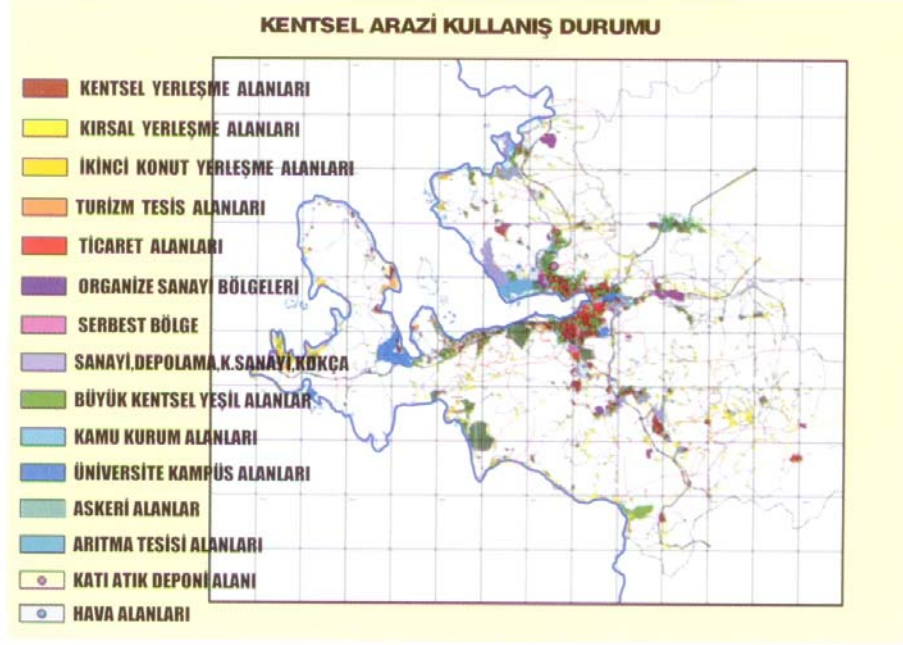 KENTSEL ARAZİ KULLANIŞ DURUMU
KENTSEL YERLEŞME ALANLARI
KIRSAL YERLEŞME ALANLARI
İKİNCİ KONUT YERLEŞME ALANLARI
TURİZM TESİS ALANLARI
TİCARET ALANLARI
ORGANİZE SANAYİ BÖLGELERİ
SERBEST BÖLGE
SANAYİ,DEPOLAMA,K.SANAYİ,KDKÇA
BÜYÜK KENTSEL YEŞİL ALANLAR
KAMU KURUM ALANLARI
ÜNİVERSİTE KAMPÜS ALANLARI
ASKERİ ALANLAR
ARITMA TESİSİ ALANLARI
KATI ATIK DEPONİ ALANI
HAVA ALANLARI